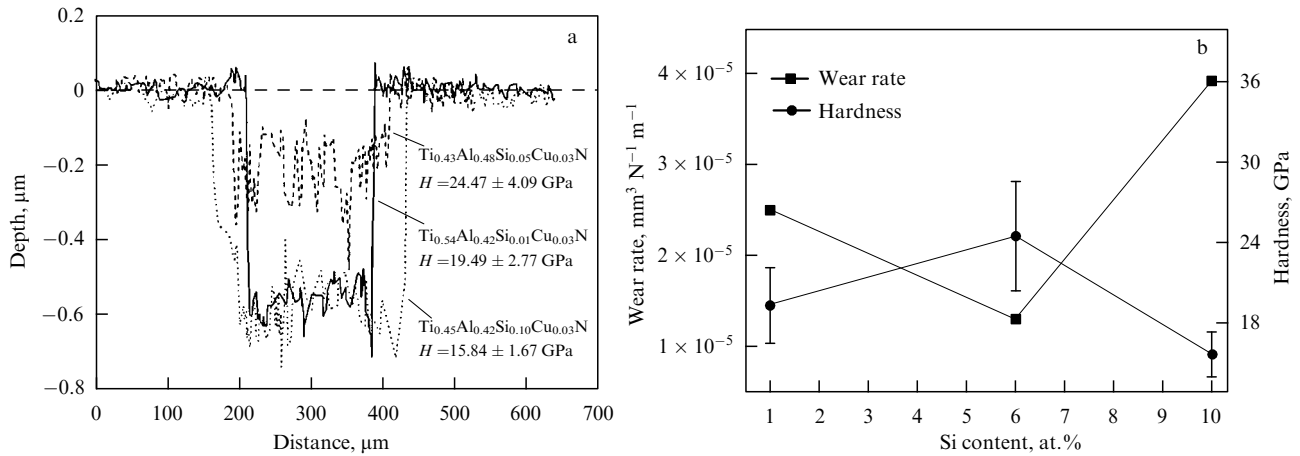 0.2
0
−0.2
−0.4
−0.6
−0.8
Depth, μm
0 100 200 300 400 500 600 700
Distance, μm
a
Ti0.43Al0.48Si0.05Cu0.03N
H =24.47 ± 4.09 GPa
Ti0.54Al0.42Si0.01Cu0.03N
H =19.49 ± 2.77 GPa
Ti0.45Al0.42Si0.10Cu0.03N
H =15.84 ± 1.67 GPa
b
Wear rate
Hardness
4 × 10−5
3 × 10−5
2 × 10−5
1 × 10−5
Wear rate, mm3 N−1 m−1
1 2 3 4 5 6 7 8 9 10
Si content, at.%
36
30
24
18
Hardness, GPa